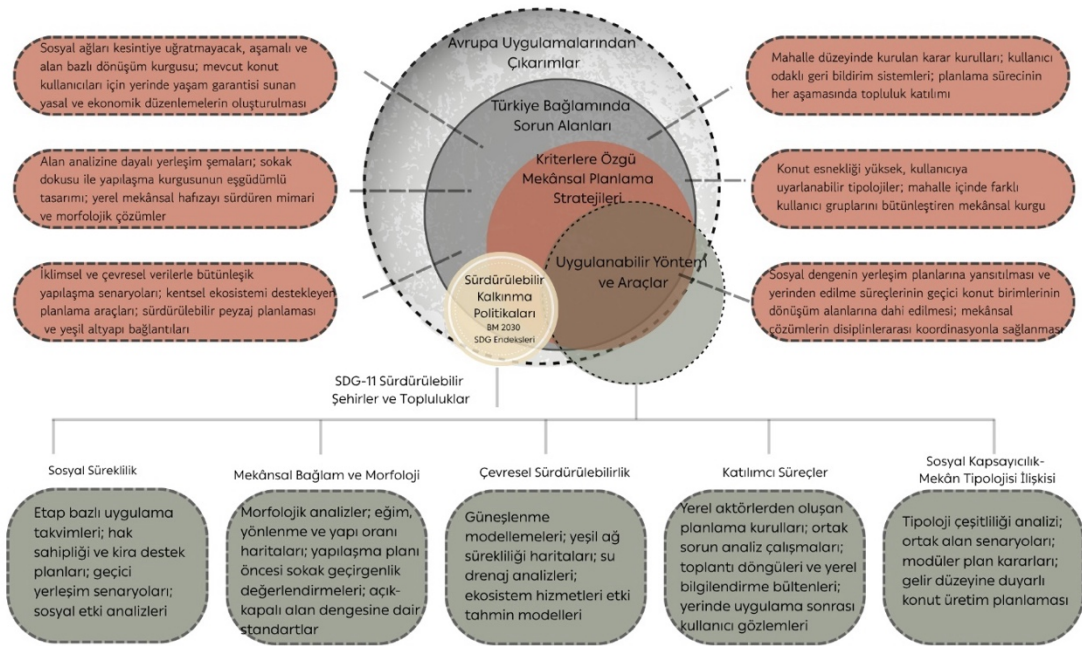 Sosyal ağları kesintiye uğratmayacak, aşamalı ve
alan bazlı dönüşüm kurgusu; mevcut konut
kullanıcıları için yerinde yaşam garantisi sunan
yasal ve ekonomik düzenlemelerin oluşturulması
Alan analizine dayalı yerleşim şemaları; sokak
dokusu ile yapılaşma kurgusunun eşgüdümlü
tasarımı; yerel mekânsal hafızayı sürdüren mimari
ve morfolojik çözümler
İklimsel ve çevresel verilerle bütünleşik
yapılaşma senaryoları; kentsel ekosistemi destekleyen
planlama araçları; sürdürülebilir peyzaj planlaması
ve yeşil altyapı bağlantıları
Avrupa Uygulamalarından
Çıkarımlar
Türkiye Bağlamında
Sorun Alanları
Kriterlere Özgü
Mekânsal Planlama
Stratejileri
Uygulanabilir Yöntem
ve Araçlar
Sürdürülebilir
Kalkınma
Politikaları
BM 2030
SDG Endeksleri
Mahalle düzeyinde kurulan karar kurulları; kullanıcı
odaklı geri bildirim sistemleri; planlama sürecinin
her aşamasında topluluk katılımı
Konut esnekliği yüksek, kullanıcıya
uyarlanabilir tipolojiler; mahalle içinde farklı
kullanıcı gruplarını bütünleştiren mekânsal kurgu
Sosyal dengenin yerleşim planlarına yansıtılması ve
yerinden edilme süreçlerinin geçici konut birimlerinin
dönüşüm alanlarına dahi edilmesi; mekânsal
çözümlerin disiplinlerarası koordinasyonla sağlanması
SDG-11 Sürdürülebilir
Şehirler ve Topluluklar
Sosyal Süreklilik
Etap bazlı uygulama
takvimleri; hak
sahipliği ve kira destek
planları; geçici
yerleşim senaryoları;
sosyal etki analizleri
Mekânsal Bağlam ve Morfoloji
Morfolojik analizler; eğim,
yönlenme ve yapı oranı
haritaları; yapılaşma planı
öncesi sokak geçirgenlik
değerlendirmeleri; açık-
kapalı alan dengesine dair
standartlar
Çevresel Sürdürülebilirlik
Güneşlenme
modellemeleri; yeşil ağ
sürekliliği haritaları; su
drenaj analizleri;
ekosistem hizmetleri etki
tahmin modelleri
Katılımcı Süreçler
Yerel aktörlerden oluşan
planlama kurulları; ortak
sorun analiz çalışmaları;
toplantı döngüleri ve yerel
bilgilendirme bültenleri;
yerinde uygulama sonrası
kullanıcı gözlemleri
Sosyal Kapsayıcılık-
Mekân Tipolojisi İlişkisi
Tipoloji çeşitliliği analizi;
ortak alan senaryoları;
modüler plan kararları;
gelir düzeyine duyarlı
konut üretim planlaması